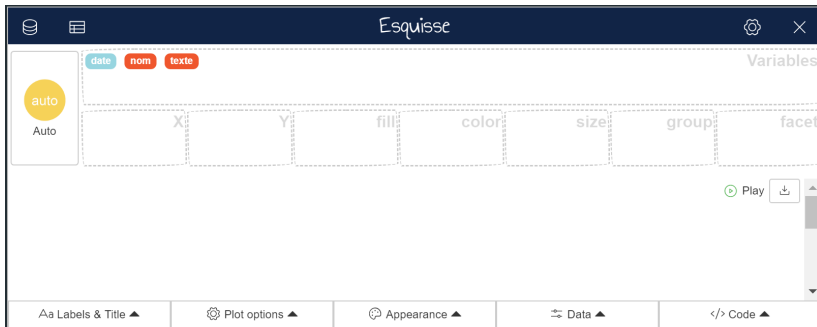 Esquisse
date nom texte Variables
auto
Auto
X Y fill color size group facet
Play
Aa Labels & Title Plot options Appearance Data </> Code